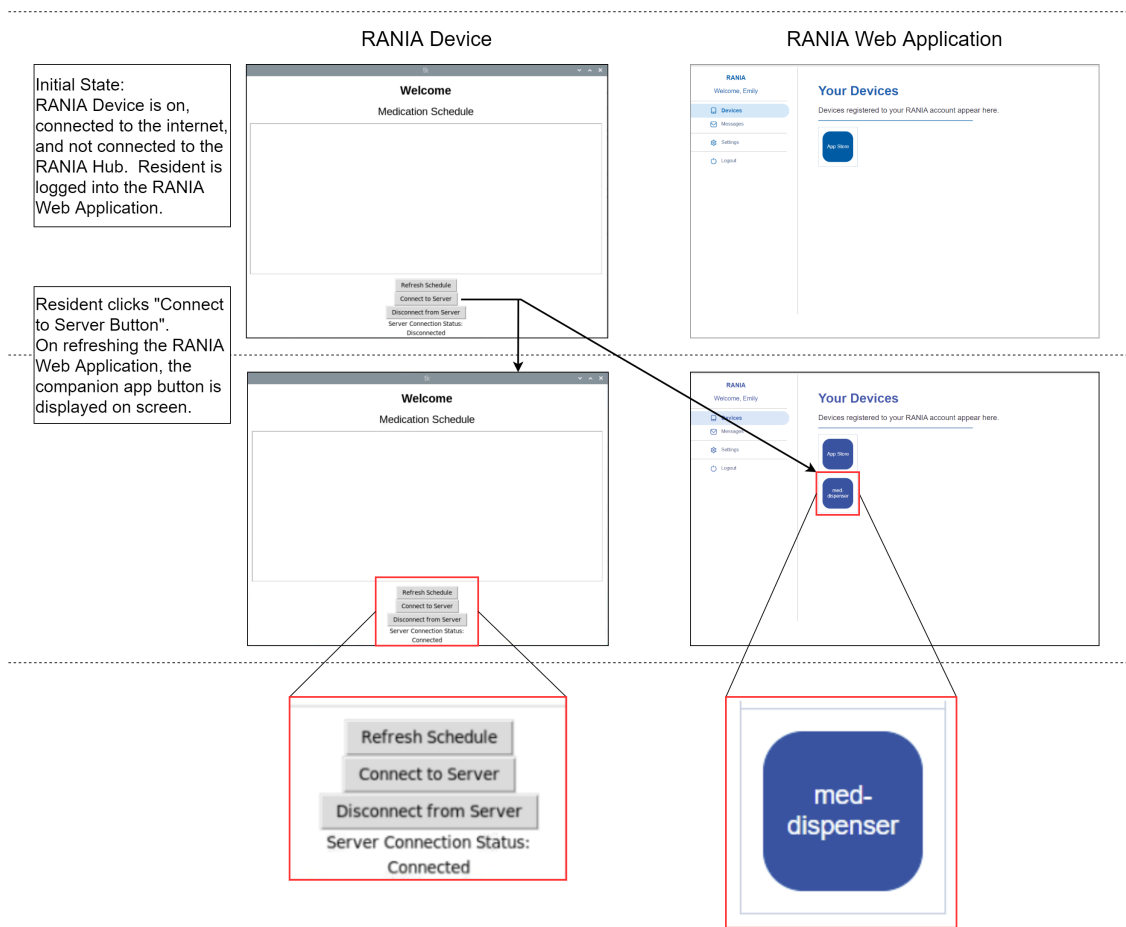 RANIA Device
RANIA Web Application
Initial State:
RANIA Device is on,
connected to the internet,
and not connected to the
RANIA Hub.  Resident is
logged into the RANIA
Web Application.
Welcome
Medication Schedule
Refresh Schedule
Connect to Server
Disconnect from Server
Server Connection Status:
Disconnected
RANIA
Welcome, Emily
Devices
Messages
Settings
Logout
Your Devices
Devices registered to your RANIA account appear here.
App Store
Resident clicks "Connect
to Server Button".
On refreshing the RANIA
Web Application, the
companion app button is
displayed on screen.
Welcome
Medication Schedule
Refresh Schedule
Connect to Server
Disconnect from Server
Server Connection Status:
Connected
RANIA
Welcome, Emily
Devices
Messages
Settings
Logout
Your Devices
Devices registered to your RANIA account appear here.
App Store
med-
dispenser
Refresh Schedule
Connect to Server
Disconnect from Server
Server Connection Status:
Connected
med-
dispenser